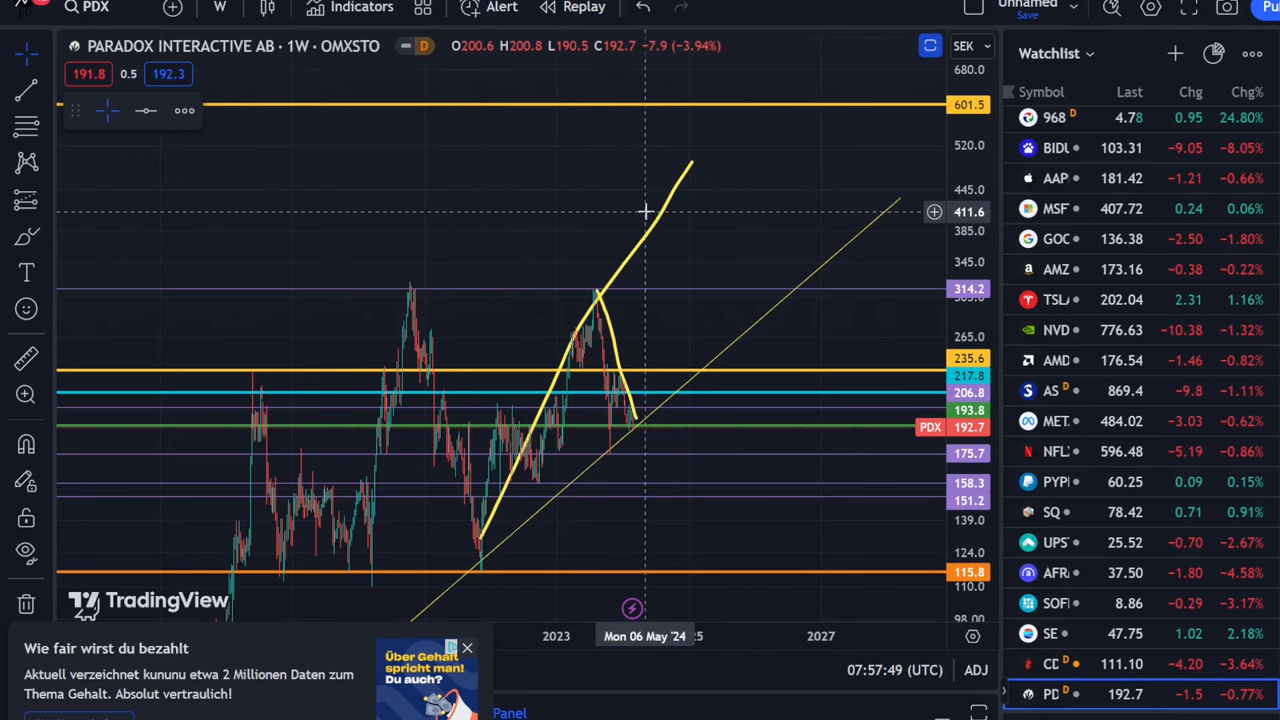 PDX W Indicators Alert Replay Unnamed
Save
PARADOX INTERACTIVE AB · 1W · OMXSTO D O200.6 H200.8 L190.5 C192.7 −7.9 (−3.94%) SEK
191.8 0.5 192.3
680.0
601.5
520.0
445.0
411.6
385.0
345.0
314.2
265.0
235.6
217.8
206.8
193.8
PDX 192.7
175.7
158.3
151.2
139.0
124.0
115.8
110.0
98.00
TradingView
2023 Mon 06 May '24 2027
07:57:49 (UTC) ADJ
Panel
Watchlist
Symbol Last Chg Chg%
968 D 4.78 0.95 24.80%
BIDU 103.31 −9.05 −8.05%
AAP 181.42 −1.21 −0.66%
MSF 407.72 0.24 0.06%
GOO 136.38 −2.50 −1.80%
AMZ 173.16 −0.38 −0.22%
TSL 202.04 2.31 1.16%
NVD 776.63 −10.38 −1.32%
AMD 176.54 −1.46 −0.82%
AS D 869.4 −9.8 −1.11%
MET 484.02 −3.03 −0.62%
NFL 596.48 −5.19 −0.86%
PYPI 60.25 0.09 0.15%
SQ 78.42 0.71 0.91%
UPS 25.52 −0.70 −2.67%
AFR 37.50 −1.80 −4.58%
SOFI 8.86 −0.29 −3.17%
SE 47.75 1.02 2.18%
CD 111.10 −4.20 −3.64%
PD D 192.7 −1.5 −0.77%
Wie fair wirst du bezahlt
Aktuell verzeichnet kununu etwa 2 Millionen Daten zum
Thema Gehalt. Absolut vertraulich!
Über Gehalt
spricht man!
Du auch?